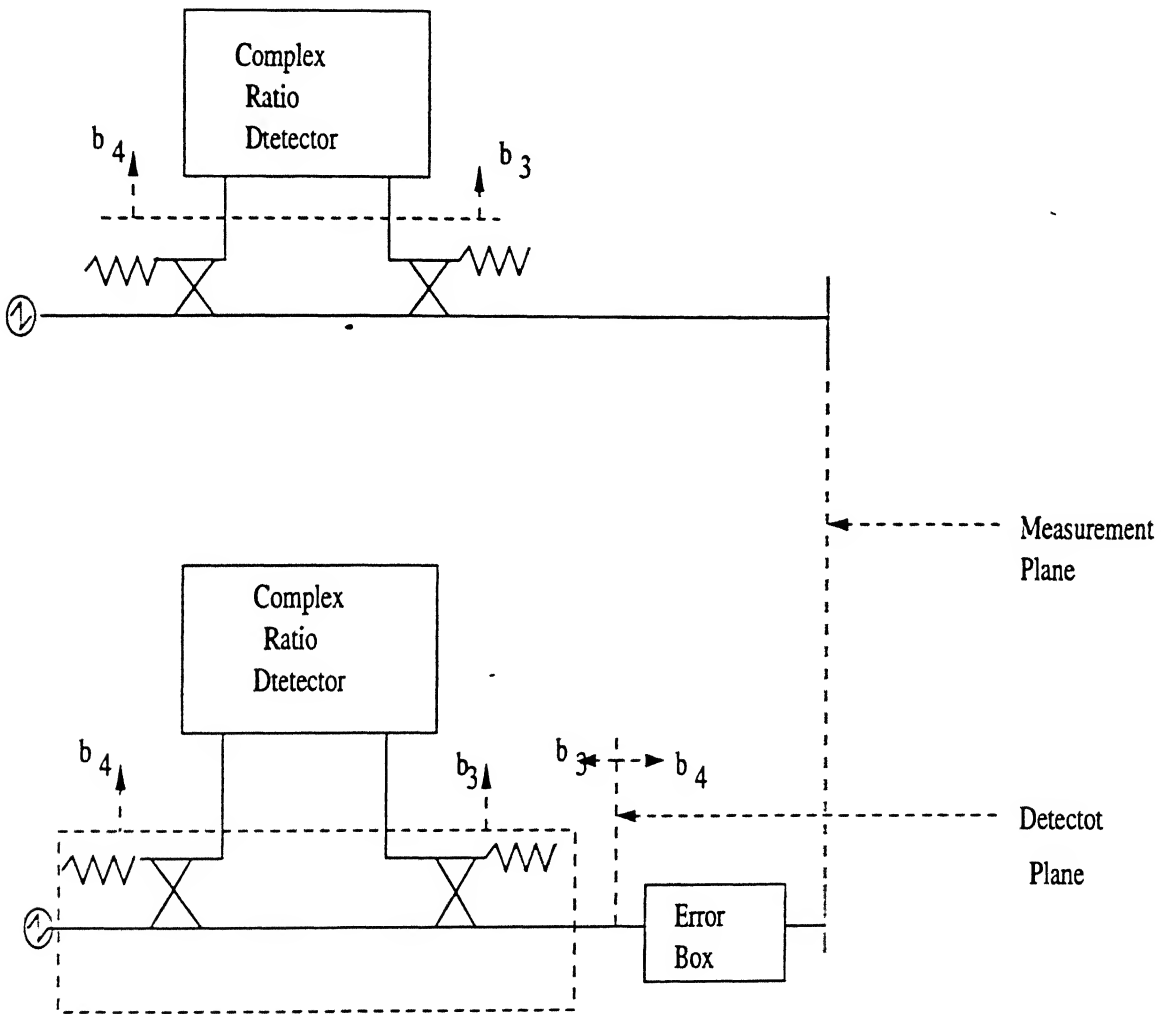 Complex
Ratio
Dtetector
b 4
b 3
Measurement
Plane
Complex
Ratio
Dtetector
b 4
b 3
b 3
b 4
Detectot
Plane
Error
Box